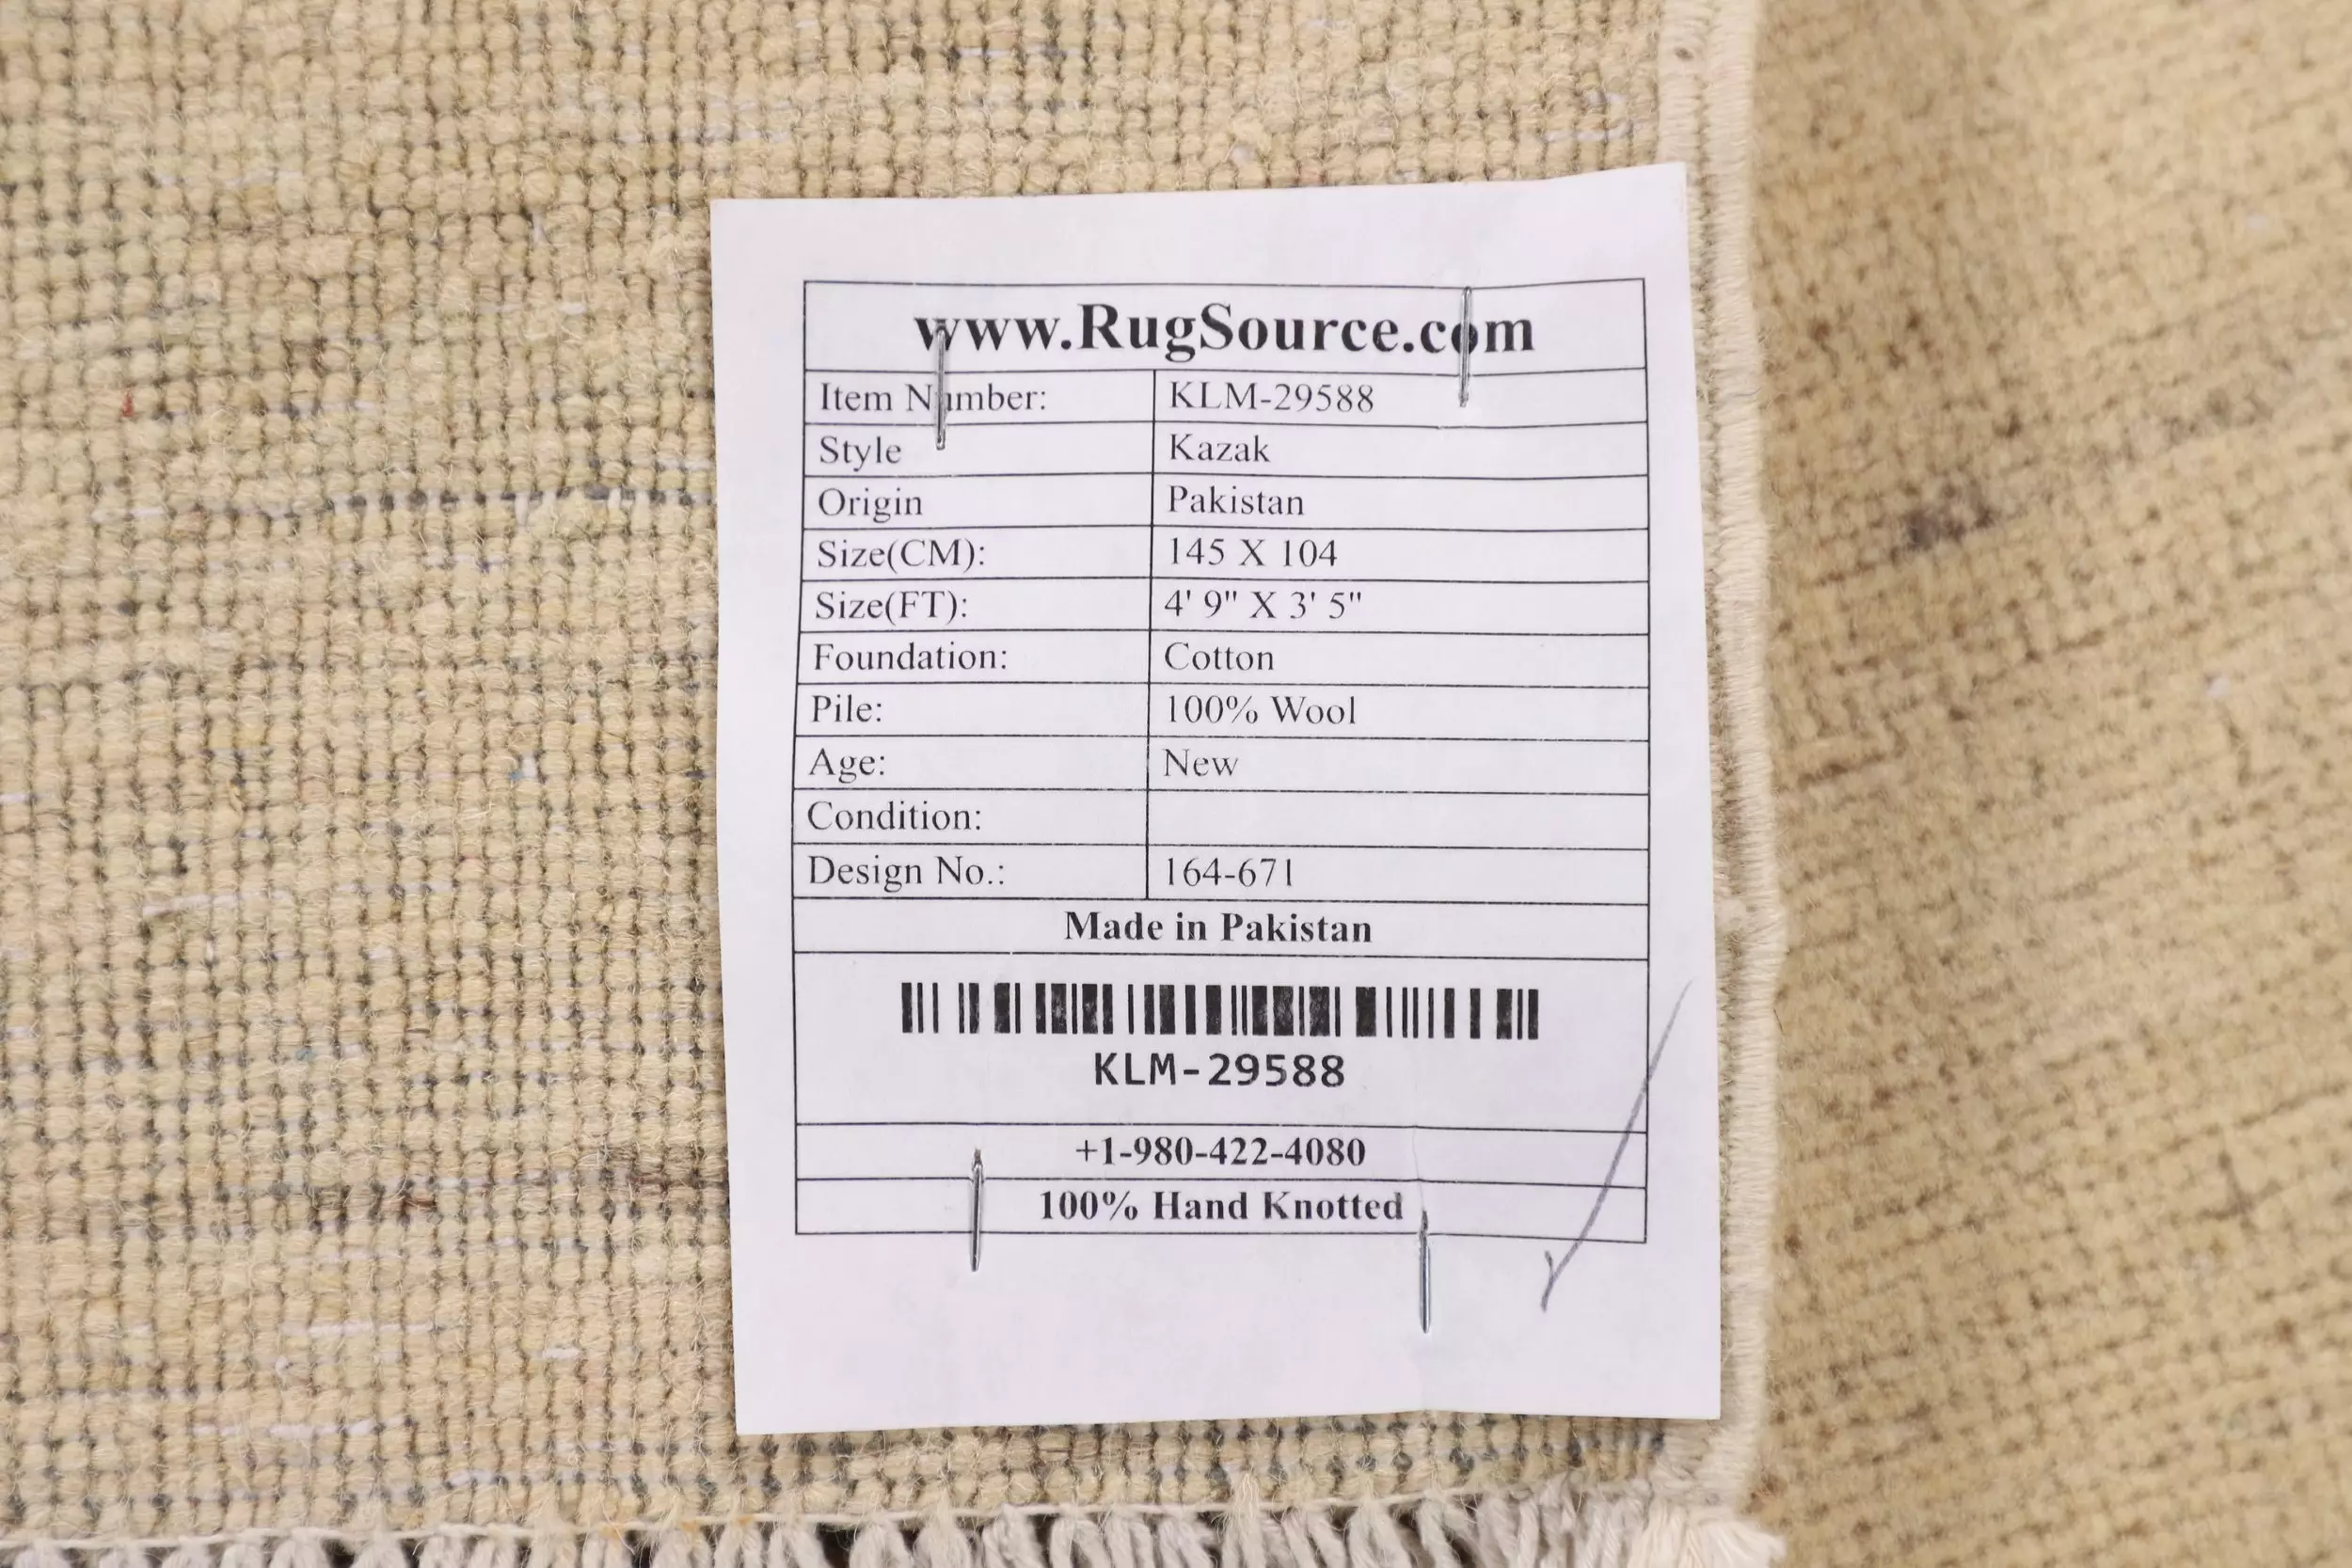 www.RugSource.com
Item Number: KLM-29588
Style Kazak
Origin Pakistan
Size(CM): 145 X 104
Size(FT): 4' 9" X 3' 5"
Foundation: Cotton
Pile: 100% Wool
Age: New
Condition:
Design No.: 164-671
Made in Pakistan
KLM-29588
+1-980-422-4080
100% Hand Knotted